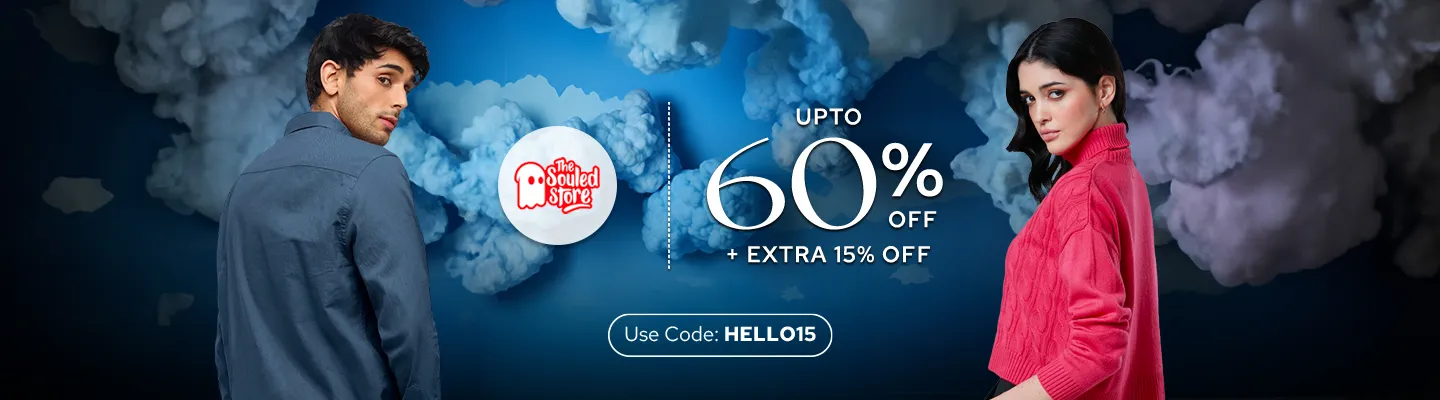 The
Souled
Store
UPTO
60%
OFF
+ EXTRA 15% OFF
Use Code: HELLO15